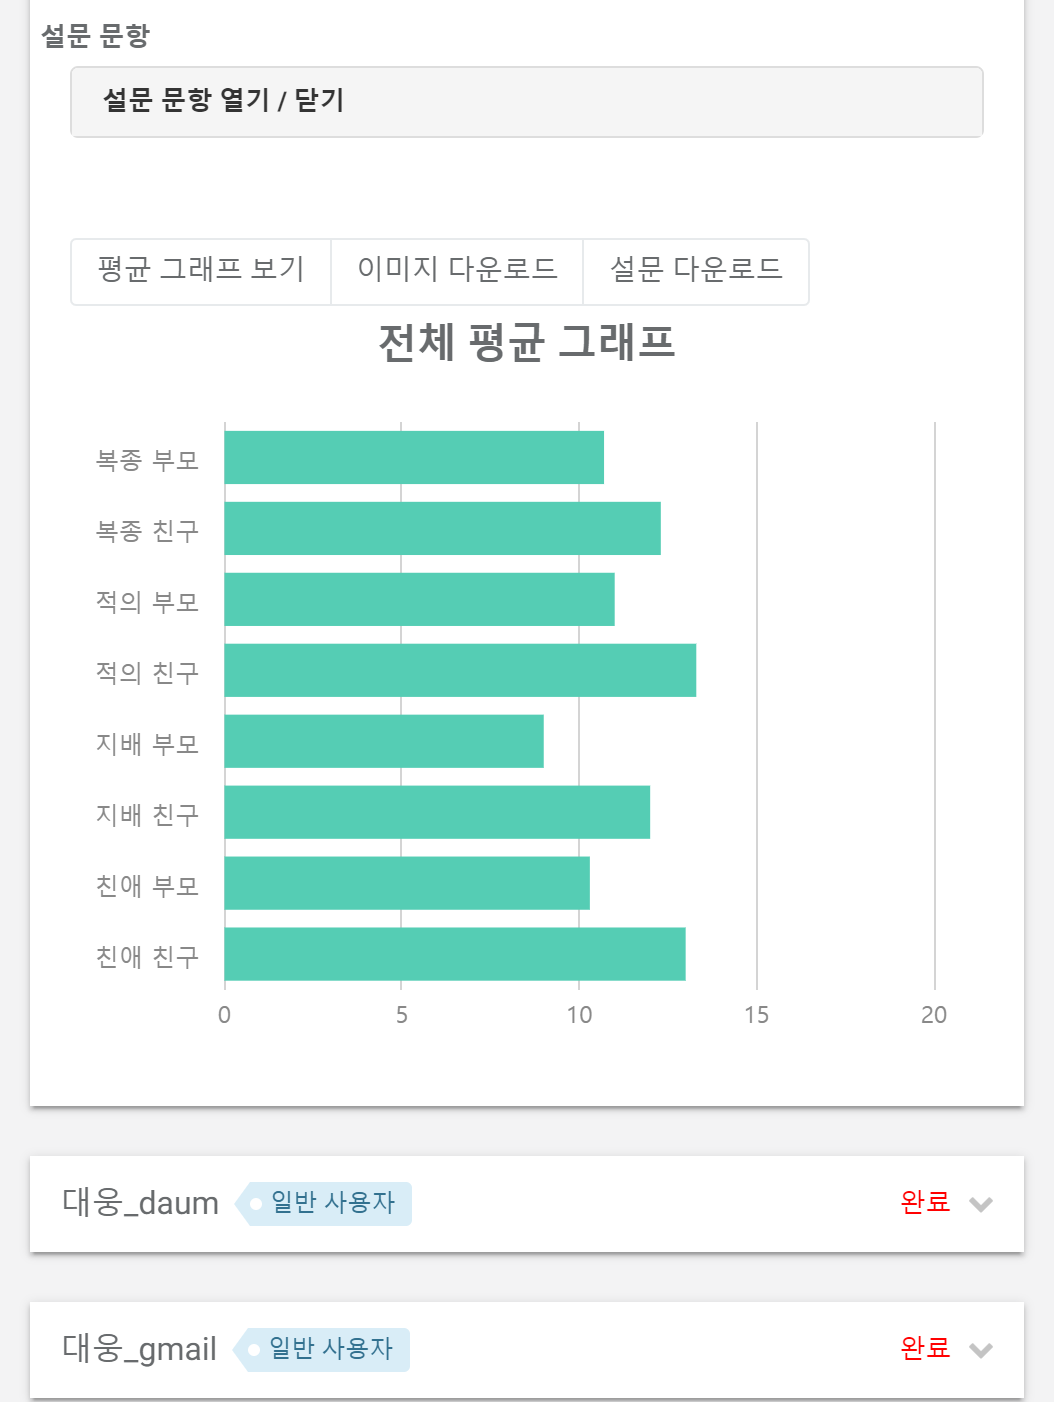 설문 문항
설문 문항 열기 / 닫기
평균 그래프 보기 이미지 다운로드 설문 다운로드
전체 평균 그래프
복종 부모
복종 친구
적의 부모
적의 친구
지배 부모
지배 친구
친애 부모
친애 친구
0 5 10 15 20
대웅_daum 일반 사용자 완료
대웅_gmail 일반 사용자 완료